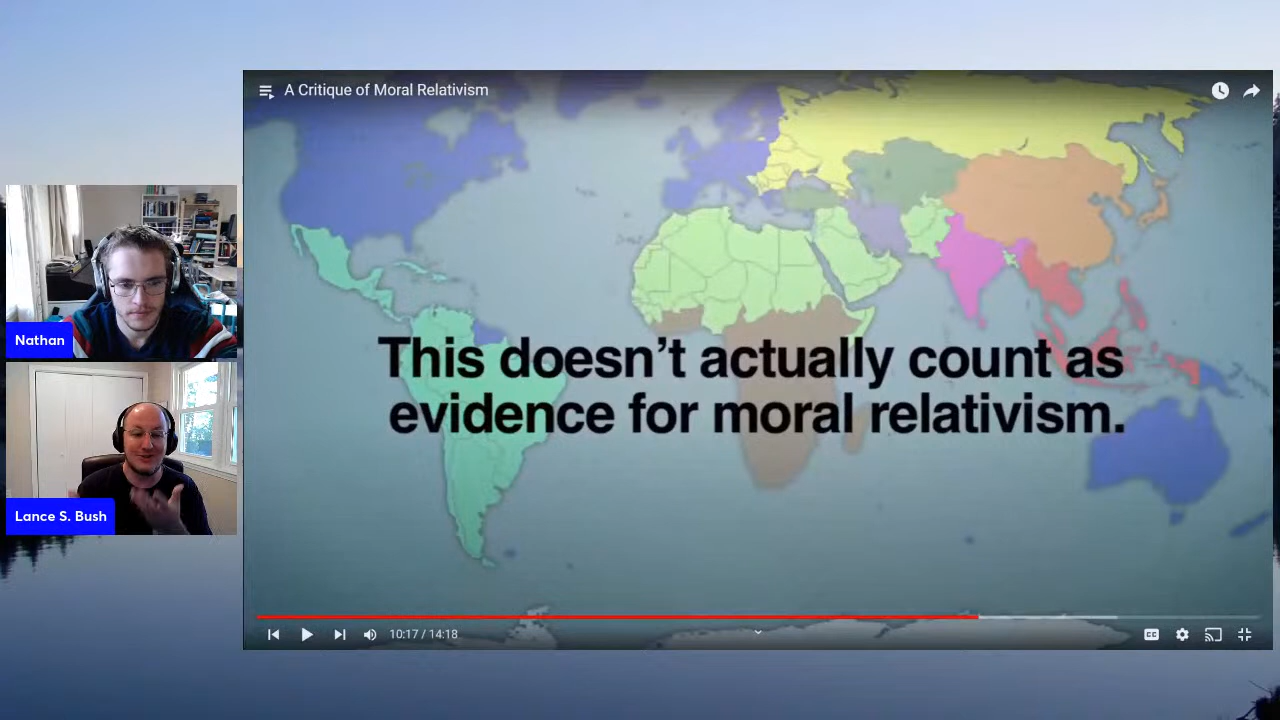 A Critique of Moral Relativism
Nathan
This doesn't actually count as
evidence for moral relativism.
Lance S. Bush
10:17 / 14:18
CC